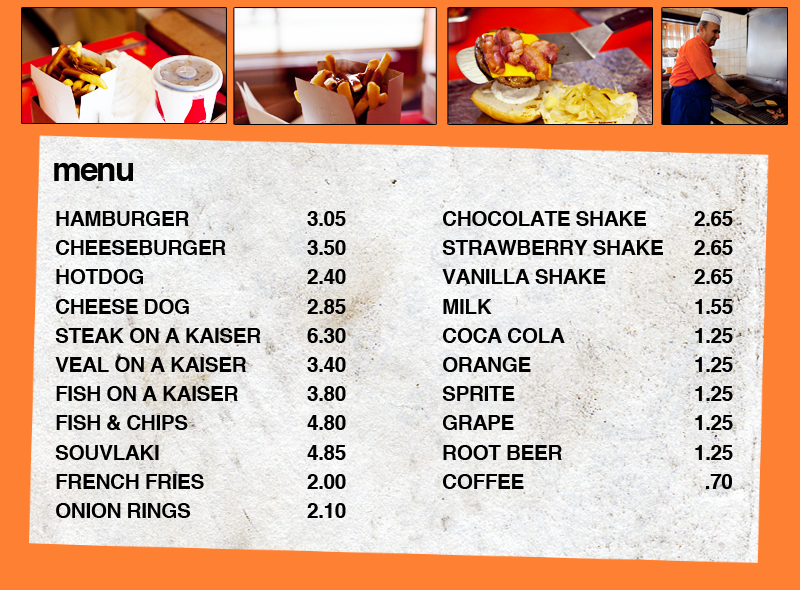 menu
HAMBURGER 3.05
CHEESEBURGER 3.50
HOTDOG 2.40
CHEESE DOG 2.85
STEAK ON A KAISER 6.30
VEAL ON A KAISER 3.40
FISH ON A KAISER 3.80
FISH & CHIPS 4.80
SOUVLAKI 4.85
FRENCH FRIES 2.00
ONION RINGS 2.10
CHOCOLATE SHAKE 2.65
STRAWBERRY SHAKE 2.65
VANILLA SHAKE 2.65
MILK 1.55
COCA COLA 1.25
ORANGE 1.25
SPRITE 1.25
GRAPE 1.25
ROOT BEER 1.25
COFFEE .70